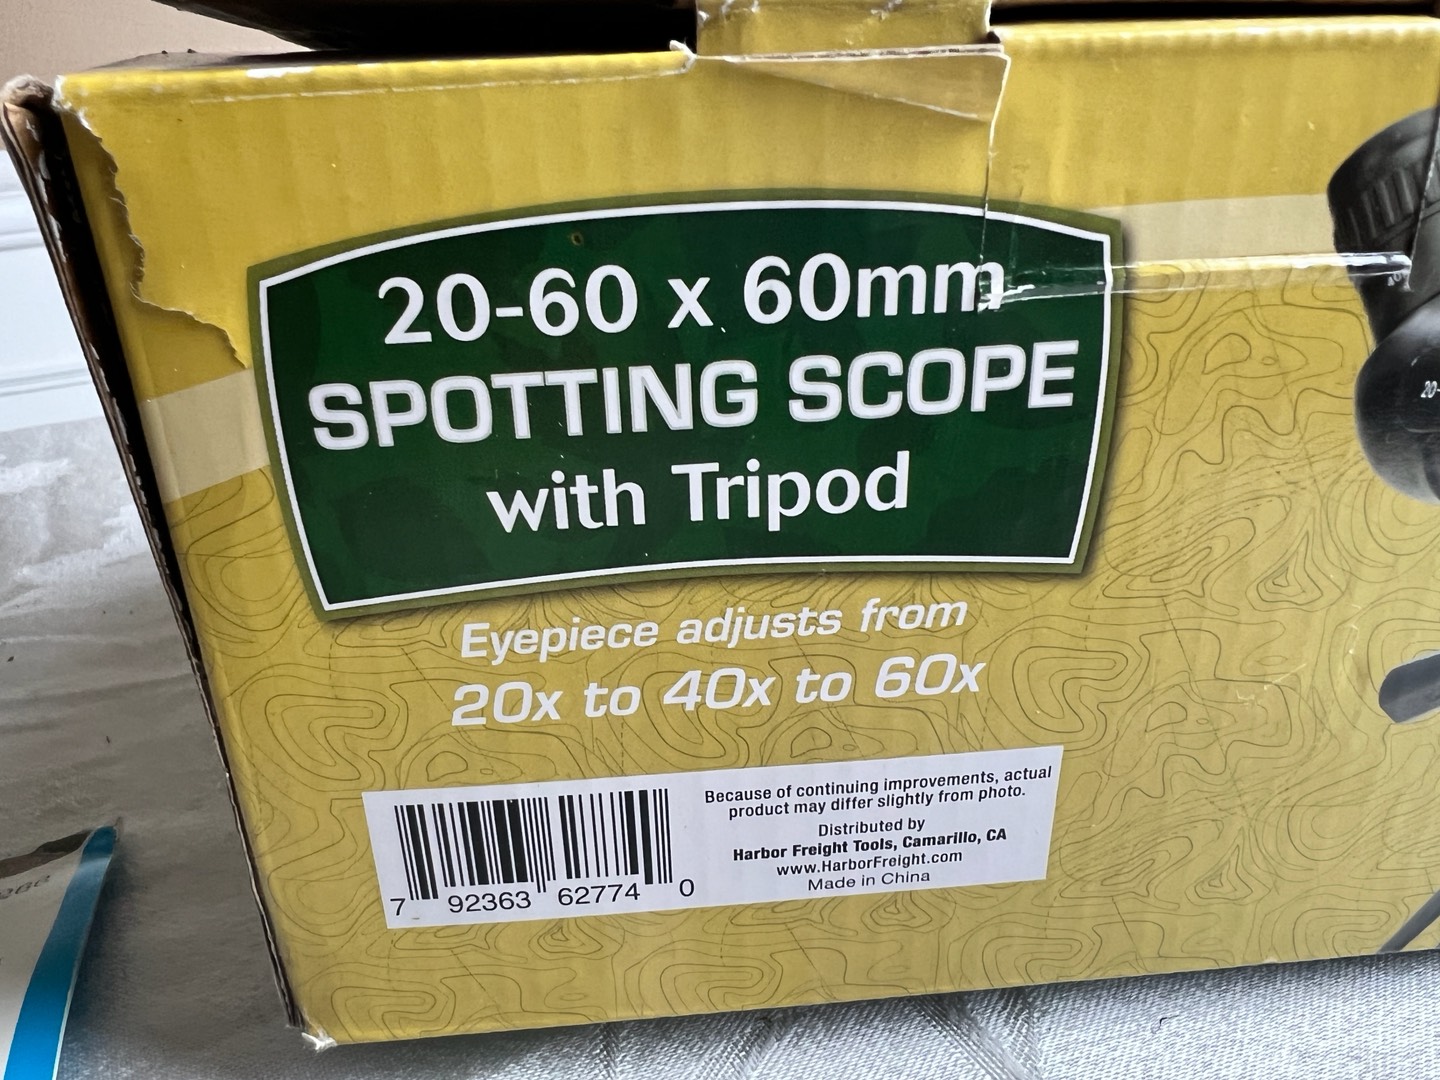 20-60 x 60mm
SPOTTING SCOPE
with Tripod
Eyepiece adjusts from
20x to 40x to 60x
Because of continuing improvements, actual
product may differ slightly from photo.
Distributed by
Harbor Freight Tools, Camarillo, CA
www.HarborFreight.com
Made in China
7 92363 62774 0
20-